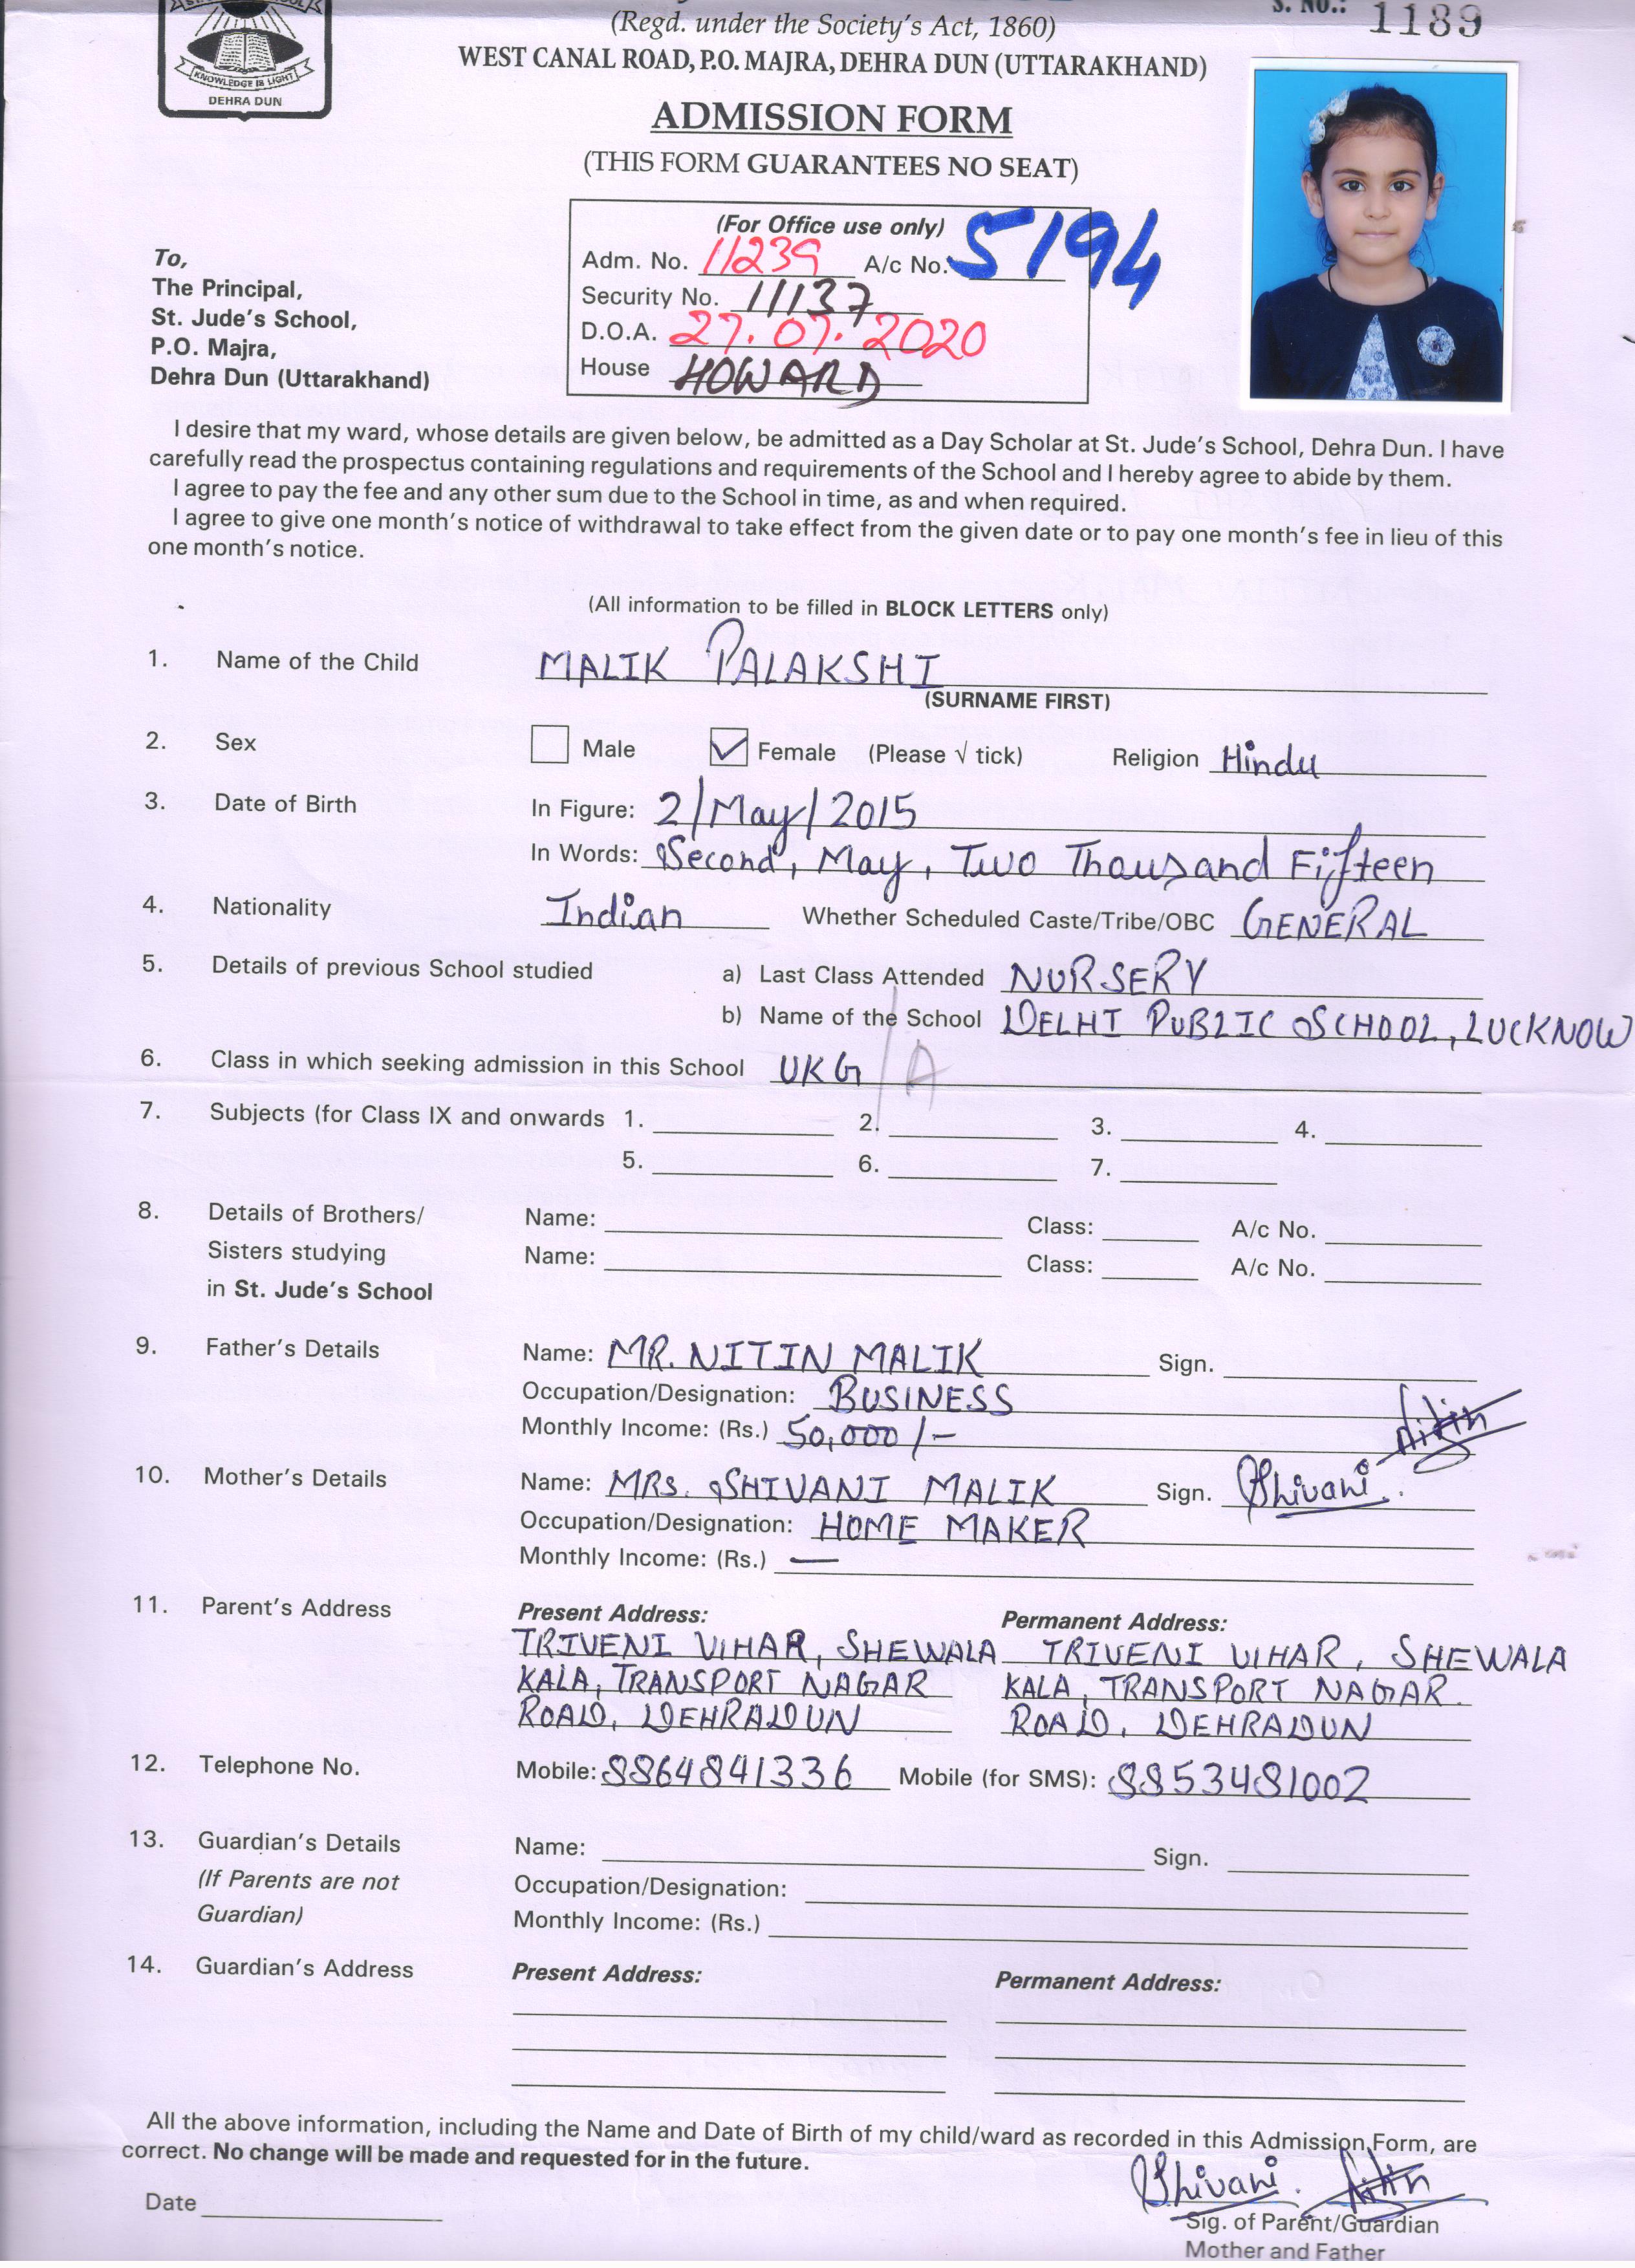 S. NO.: 1189
(Regd. under the Society's Act, 1860)
WEST CANAL ROAD, P.O. MAJRA, DEHRA DUN (UTTARAKHAND)
KNOWLEDGE IS LIGHT
DEHRA DUN
ADMISSION FORM
(THIS FORM GUARANTEES NO SEAT)
(For Office use only)
Adm. No. 11239 A/c No. 5194
Security No. 11137
D.O.A. 27.07.2020
House HOWARD
To,
The Principal,
St. Jude's School,
P.O. Majra,
Dehra Dun (Uttarakhand)
I desire that my ward, whose details are given below, be admitted as a Day Scholar at St. Jude's School, Dehra Dun. I have
carefully read the prospectus containing regulations and requirements of the School and I hereby agree to abide by them.
I agree to pay the fee and any other sum due to the School in time, as and when required.
I agree to give one month's notice of withdrawal to take effect from the given date or to pay one month's fee in lieu of this
one month's notice.
(All information to be filled in BLOCK LETTERS only)
1. Name of the Child MALIK PALAKSHI
(SURNAME FIRST)
2. Sex Male Female (Please √ tick) Religion Hindu
3. Date of Birth In Figure: 2/May/2015
In Words: Second, May, Two Thousand Fifteen
4. Nationality Indian Whether Scheduled Caste/Tribe/OBC GENERAL
5. Details of previous School studied a) Last Class Attended NURSERY
b) Name of the School DELHI PUBLIC SCHOOL, LUCKNOW
6. Class in which seeking admission in this School UKG/A
7. Subjects (for Class IX and onwards 1. 2. 3. 4.
5. 6. 7.
8. Details of Brothers/ Name: Class: A/c No.
Sisters studying Name: Class: A/c No.
in St. Jude's School
9. Father's Details Name: MR. NITIN MALIK Sign.
Occupation/Designation: BUSINESS
Monthly Income: (Rs.) 50,000/- Nitin
10. Mother's Details Name: MRS. SHIVANI MALIK Sign. Shivani.
Occupation/Designation: HOME MAKER
Monthly Income: (Rs.) —
11. Parent's Address Present Address: Permanent Address:
TRIVENI VIHAR, SHEWALA TRIVENI VIHAR, SHEWALA
KALA, TRANSPORT NAGAR KALA, TRANSPORT NAGAR
ROAD, DEHRADUN ROAD, DEHRADUN
12. Telephone No. Mobile: 8864841336 Mobile (for SMS): 8853481002
13. Guardian's Details Name: Sign.
(If Parents are not Occupation/Designation:
Guardian) Monthly Income: (Rs.)
14. Guardian's Address Present Address: Permanent Address:
All the above information, including the Name and Date of Birth of my child/ward as recorded in this Admission Form, are
correct. No change will be made and requested for in the future.
Shivani. Nitin
Date
Sig. of Parent/Guardian
Mother and Father